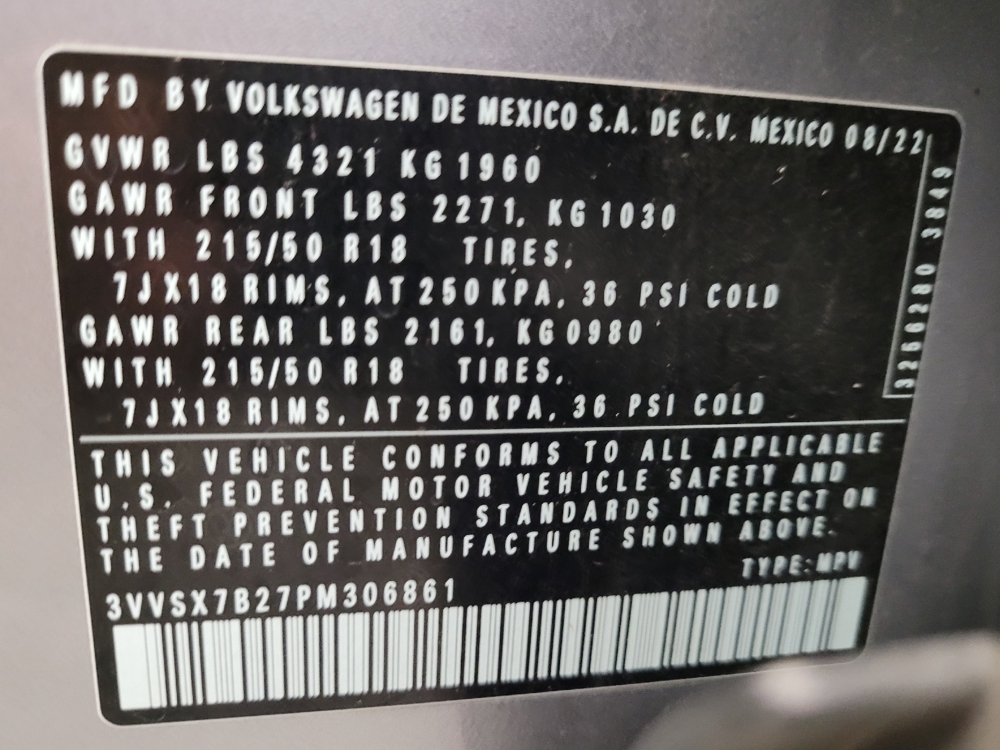 MFD BY VOLKSWAGEN DE MEXICO S.A. DE C.V. MEXICO 08/22
GVWR LBS 4321 KG 1960
GAWR FRONT LBS 2271, KG 1030
WITH 215/50 R18 TIRES,
7JX18 RIMS, AT 250 KPA, 36 PSI COLD
GAWR REAR LBS 2161, KG 0980
WITH 215/50 R18 TIRES,
7JX18 RIMS, AT 250 KPA, 36 PSI COLD
3266280 3849
THIS VEHICLE CONFORMS TO ALL APPLICABLE
U.S. FEDERAL MOTOR VEHICLE SAFETY AND
THEFT PREVENTION STANDARDS IN EFFECT ON
THE DATE OF MANUFACTURE SHOWN ABOVE.
TYPE:MPV
3VVSX7B27PM306861